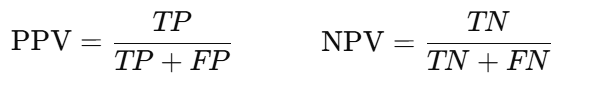 PPV = TP / (TP + FP)    NPV = TN / (TN + FN)